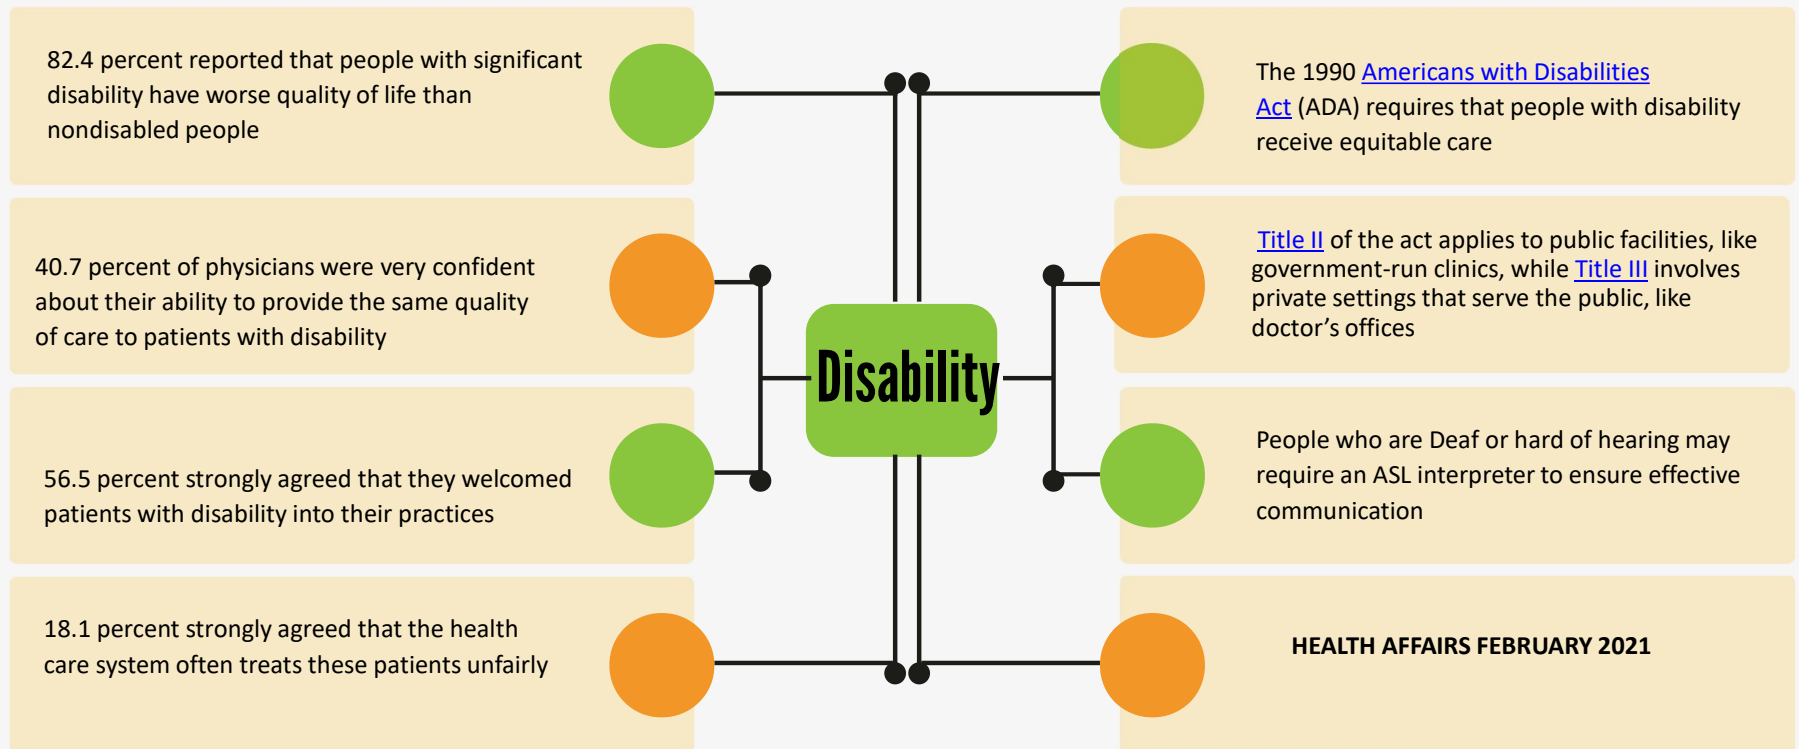 82.4 percent reported that people with significant
disability have worse quality of life than
nondisabled people
40.7 percent of physicians were very confident
about their ability to provide the same quality
of care to patients with disability
56.5 percent strongly agreed that they welcomed
patients with disability into their practices
18.1 percent strongly agreed that the health
care system often treats these patients unfairly
Disability
The 1990 Americans with Disabilities
Act (ADA) requires that people with disability
receive equitable care
Title II of the act applies to public facilities, like
government-run clinics, while Title III involves
private settings that serve the public, like
doctor’s offices
People who are Deaf or hard of hearing may
require an ASL interpreter to ensure effective
communication
HEALTH AFFAIRS FEBRUARY 2021